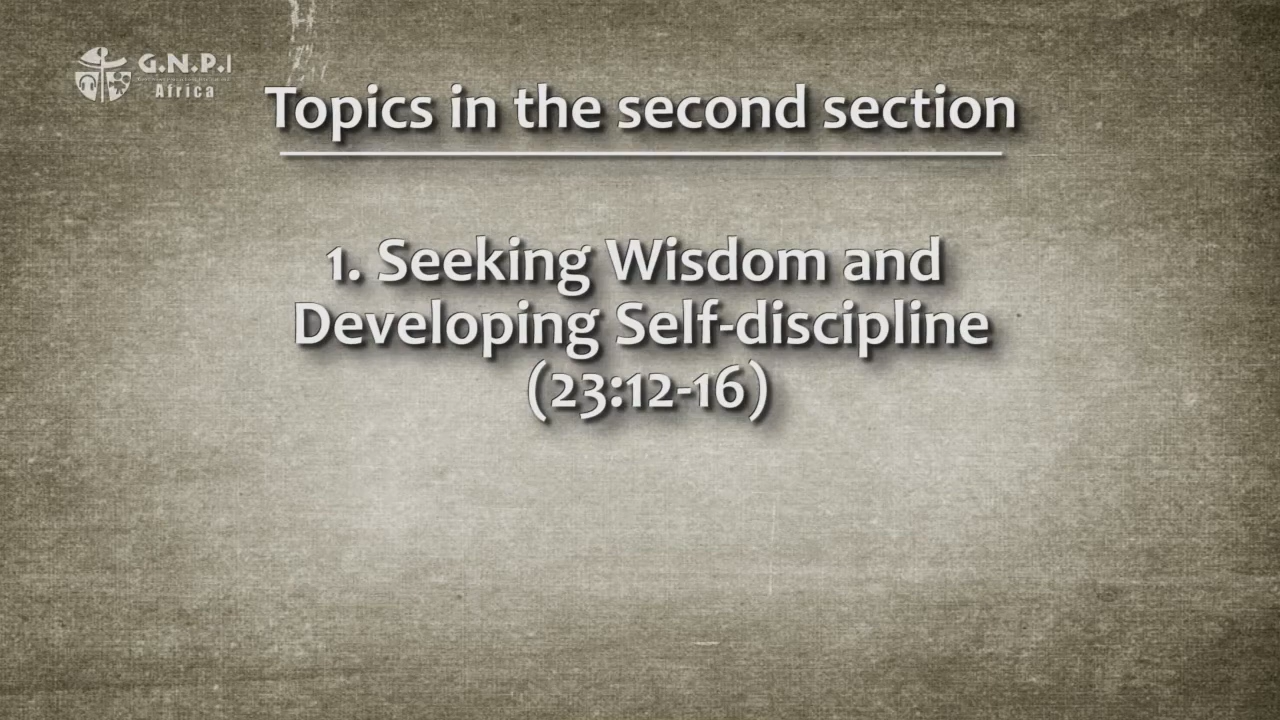 G.N.P.I
Africa
Topics in the second section
1. Seeking Wisdom and
Developing Self-discipline
(23:12-16)